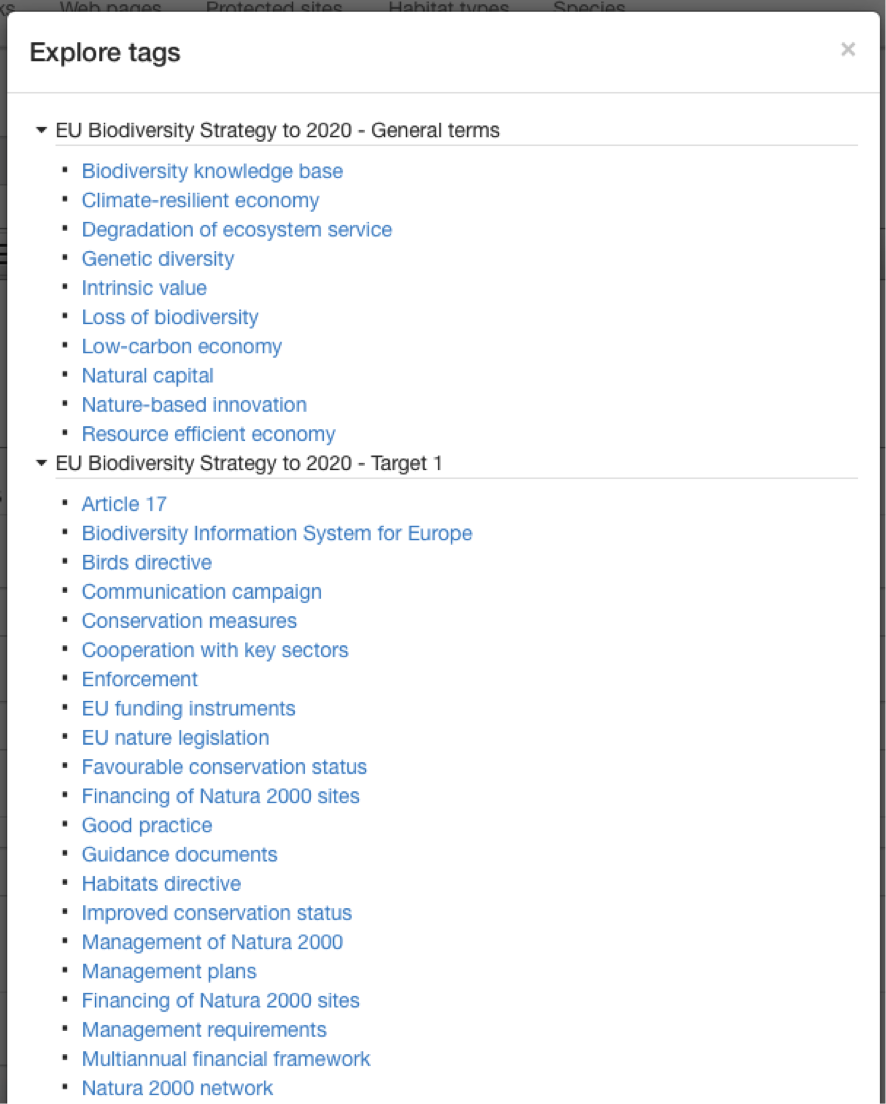 Web pages Protected sites Habitat types Species
Explore tags ×
EU Biodiversity Strategy to 2020 - General terms
Biodiversity knowledge base
Climate-resilient economy
Degradation of ecosystem service
Genetic diversity
Intrinsic value
Loss of biodiversity
Low-carbon economy
Natural capital
Nature-based innovation
Resource efficient economy
EU Biodiversity Strategy to 2020 - Target 1
Article 17
Biodiversity Information System for Europe
Birds directive
Communication campaign
Conservation measures
Cooperation with key sectors
Enforcement
EU funding instruments
EU nature legislation
Favourable conservation status
Financing of Natura 2000 sites
Good practice
Guidance documents
Habitats directive
Improved conservation status
Management of Natura 2000
Management plans
Financing of Natura 2000 sites
Management requirements
Multiannual financial framework
Natura 2000 network